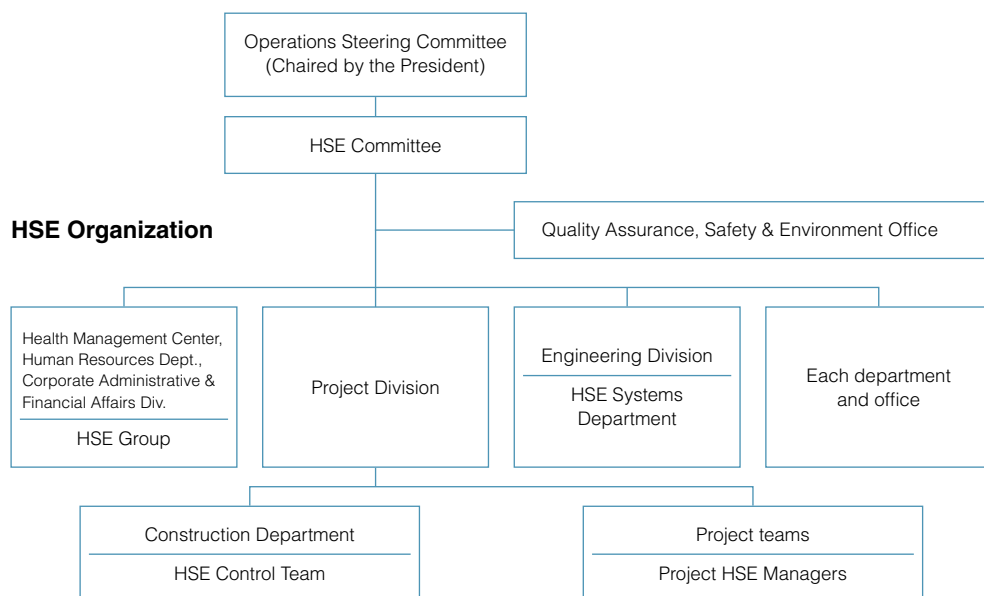 Operations Steering Committee
(Chaired by the President)
HSE Committee
HSE Organization
Quality Assurance, Safety & Environment Office
Health Management Center,
Human Resources Dept.,
Corporate Administrative &
Financial Affairs Div.
HSE Group
Project Division
Engineering Division
HSE Systems
Department
Each department
and office
Construction Department
HSE Control Team
Project teams
Project HSE Managers